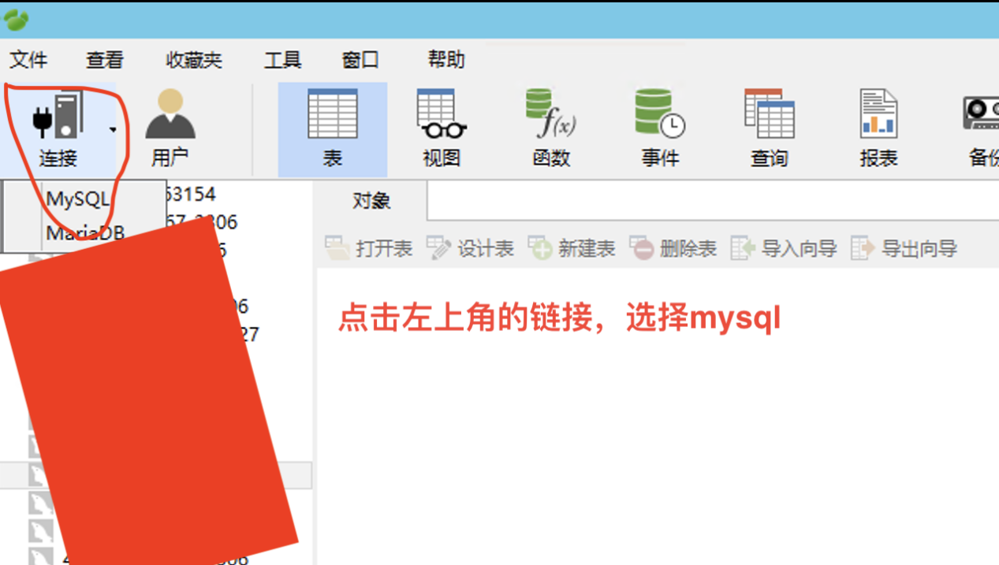 文件 查看 收藏夹 工具 窗口 帮助
连接 用户 表 视图 函数 事件 查询 报表
MySQL
MariaDB
53154
对象
打开表 设计表 新建表 删除表 导入向导 导出向导
点击左上角的链接，选择mysql